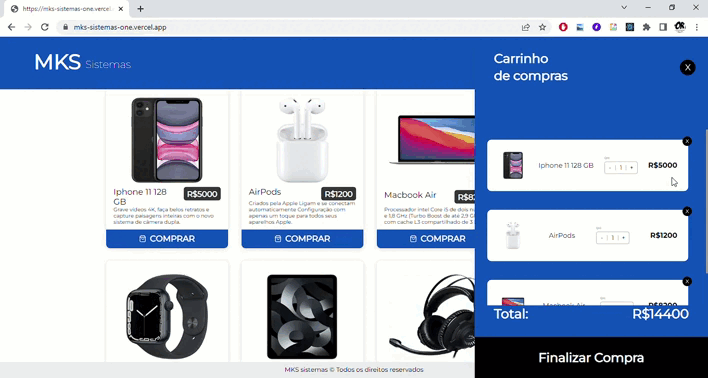 https://mks-sistemas-one.vercel.app
mks-sistemas-one.vercel.app
MKS Sistemas
Carrinho
de compras
X
Iphone 11 128
GB
R$5000
Grave vídeos 4K, faça belos retratos e
capture paisagens inteiras com o novo
sistema de câmera dupla.
COMPRAR
AirPods
R$1200
Criados pela Apple Ligam e se conectam
automaticamente Configuração com
apenas um toque para todos seus
aparelhos Apple.
COMPRAR
Macbook Air
R$82
Processador Intel Core i5 de dois nú
e 1,8 GHz (Turbo Boost de até 2,9 G
com cache L3 compartilhado de 3
COMPRAR
X
Iphone 11 128 GB
- 1 +
R$5000
X
AirPods
- 1 +
R$1200
X
Macbook Air
R$8200
Total:
R$14400
Finalizar Compra
MKS sistemas © Todos os direitos reservados